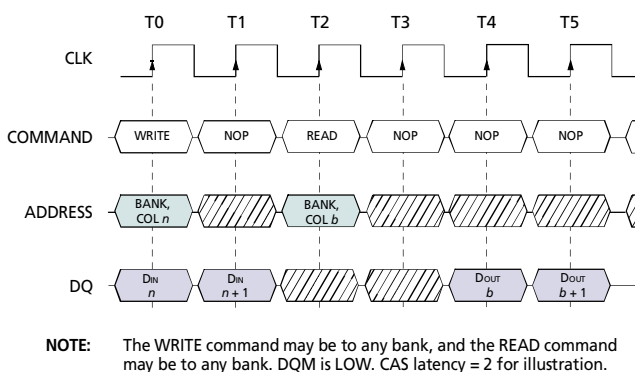 T0 T1 T2 T3 T4 T5
CLK
COMMAND WRITE NOP READ NOP NOP NOP
ADDRESS BANK, COL n BANK, COL b
DQ DIN n DIN n + 1 DOUT b DOUT b + 1
NOTE: The WRITE command may be to any bank, and the READ command
may be to any bank. DQM is LOW. CAS latency = 2 for illustration.